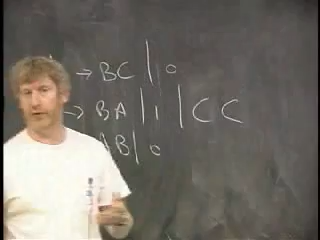 → BC | 0
→ BA | 1 | CC
AB | 0